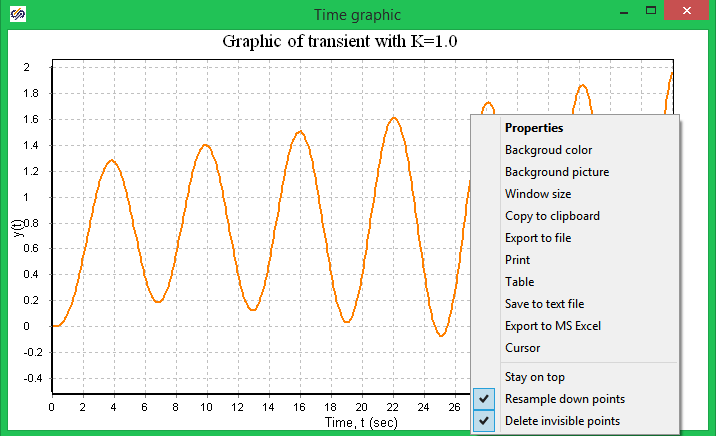 Time graphic
Graphic of transient with K=1.0
2
1.8
1.6
1.4
1.2
1
0.8
0.6
0.4
0.2
0
-0.2
-0.4
y(t)
0 2 4 6 8 10 12 14 16 18 20 22 24 26
Time, t (sec)
Properties
Backgroud color
Background picture
Window size
Copy to clipboard
Export to file
Print
Table
Save to text file
Export to MS Excel
Cursor
Stay on top
Resample down points
Delete invisible points